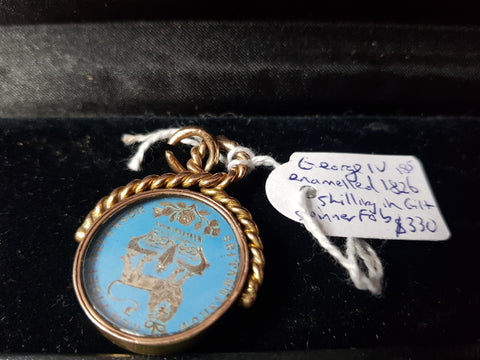 George IV
enamelled 1826
Shilling in Gilt
spinner Fob $330